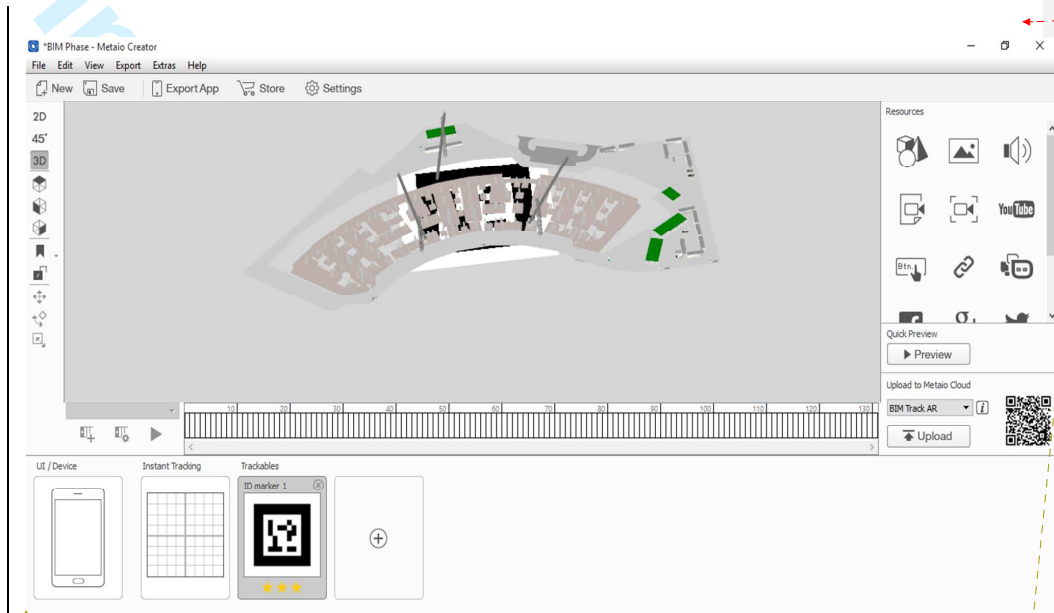 *BIM Phase - Metaio Creator
File Edit View Export Extras Help
New Save Export App Store Settings
2D
45°
3D
Resources
YouTube
Btn.
Quick Preview
Preview
Upload to Metaio Cloud
BIM Track AR
i
Upload
10 20 30 40 50 60 70 80 90 100 110 120 130
UI / Device Instant Tracking Trackables
ID marker 1